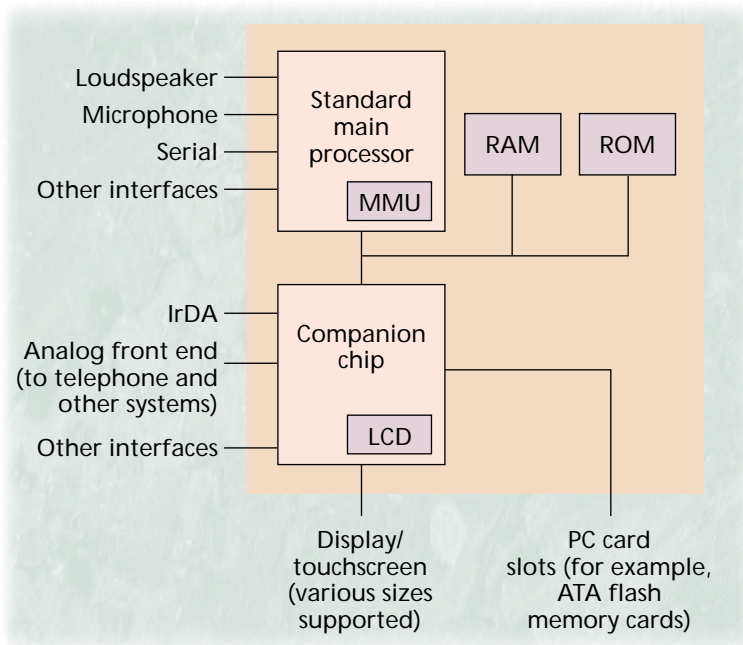 Loudspeaker
Microphone
Serial
Other interfaces
Standard
main
processor
MMU
RAM
ROM
IrDA
Analog front end
(to telephone and
other systems)
Other interfaces
Companion
chip
LCD
Display/
touchscreen
(various sizes
supported)
PC card
slots (for example,
ATA flash
memory cards)